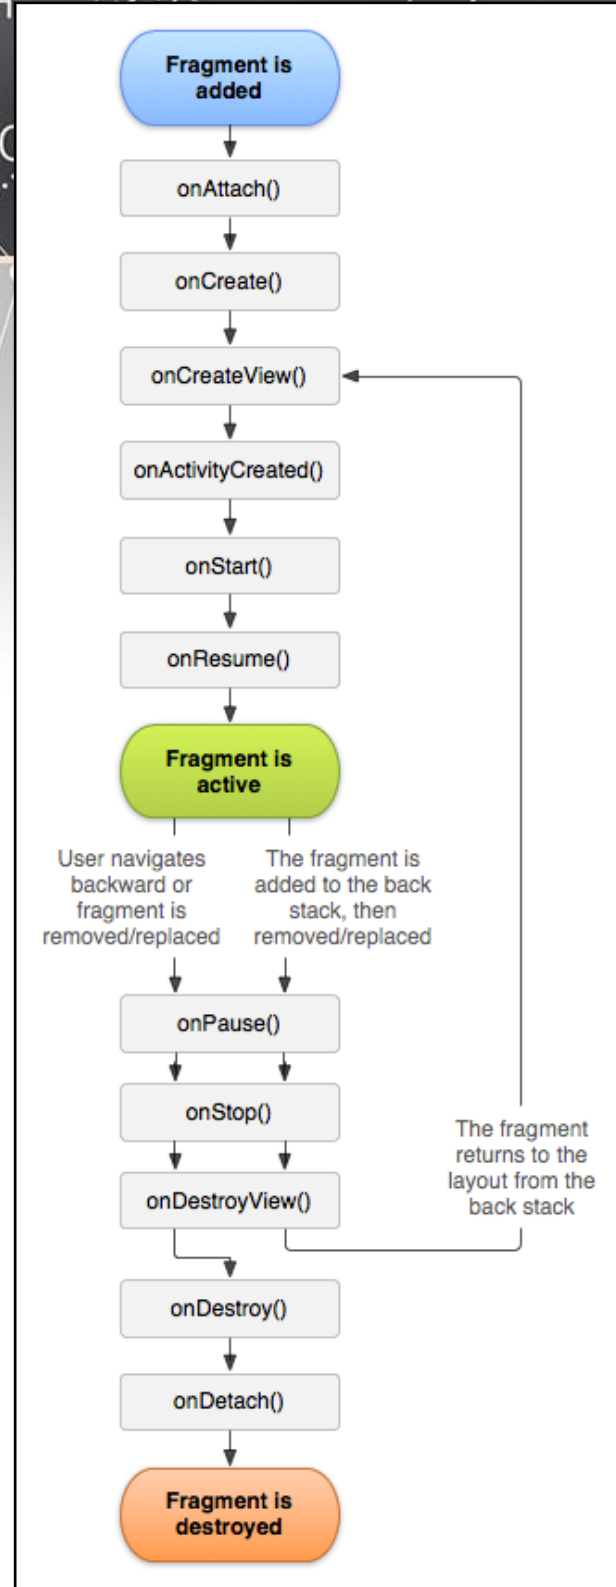 Fragment is
added
onAttach()
onCreate()
onCreateView()
onActivityCreated()
onStart()
onResume()
Fragment is
active
User navigates
backward or
fragment is
removed/replaced
The fragment is
added to the back
stack, then
removed/replaced
onPause()
onStop()
onDestroyView()
The fragment
returns to the
layout from the
back stack
onDestroy()
onDetach()
Fragment is
destroyed